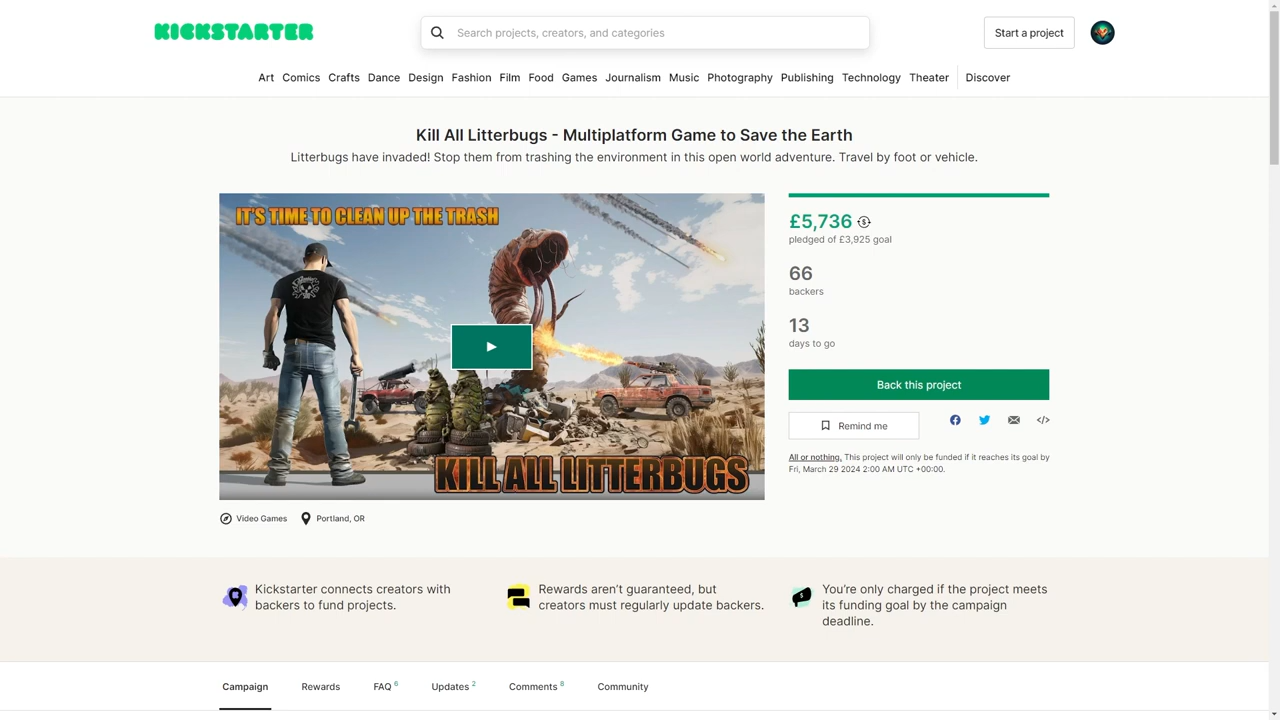 KICKSTARTER
Search projects, creators, and categories
Start a project
Art Comics Crafts Dance Design Fashion Film Food Games Journalism Music Photography Publishing Technology Theater Discover
Kill All Litterbugs - Multiplatform Game to Save the Earth
Litterbugs have invaded! Stop them from trashing the environment in this open world adventure. Travel by foot or vehicle.
IT'S TIME TO CLEAN UP THE TRASH
KILL ALL LITTERBUGS
£5,736
pledged of £3,925 goal
66
backers
13
days to go
Back this project
Remind me
All or nothing. This project will only be funded if it reaches its goal by
Fri, March 29 2024 2:00 AM UTC +00:00.
Video Games Portland, OR
Kickstarter connects creators with
backers to fund projects.
Rewards aren't guaranteed, but
creators must regularly update backers.
You're only charged if the project meets
its funding goal by the campaign
deadline.
Campaign Rewards FAQ 6 Updates 2 Comments 8 Community